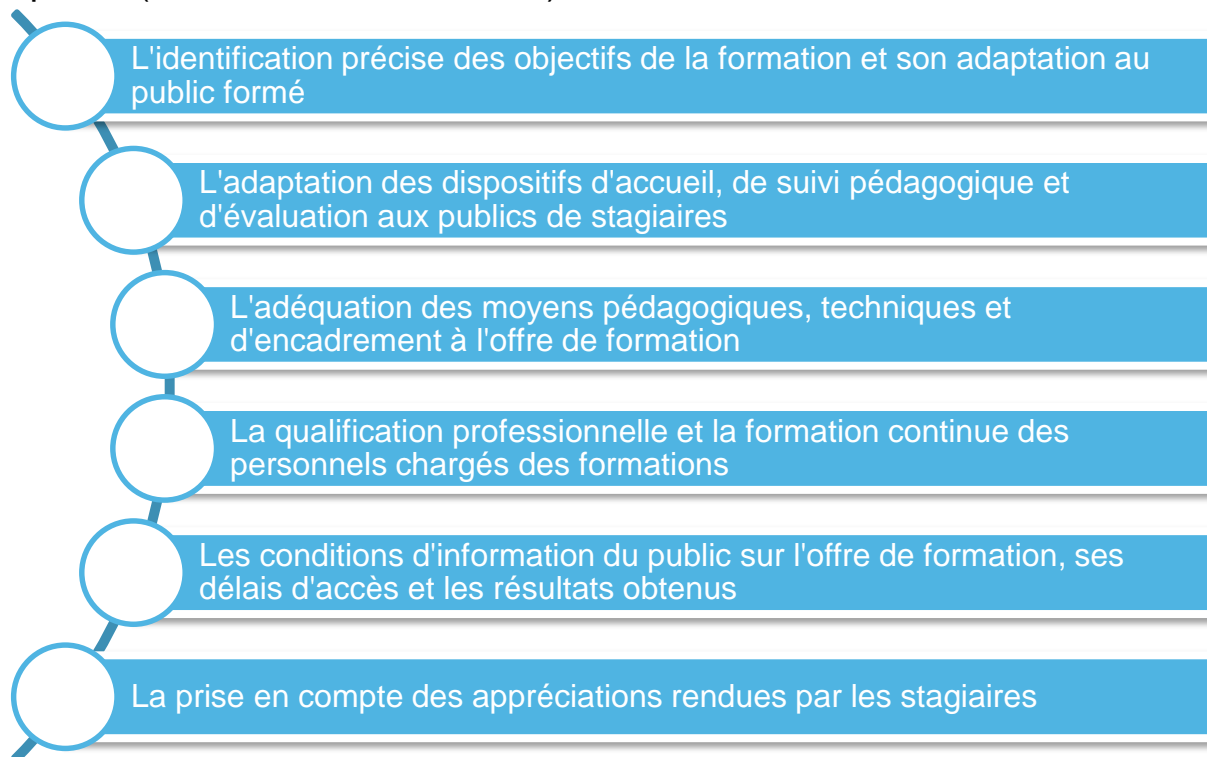 L'identification précise des objectifs de la formation et son adaptation au
public formé
L'adaptation des dispositifs d'accueil, de suivi pédagogique et
d'évaluation aux publics de stagiaires
L'adéquation des moyens pédagogiques, techniques et
d'encadrement à l'offre de formation
La qualification professionnelle et la formation continue des
personnels chargés des formations
Les conditions d'information du public sur l'offre de formation, ses
délais d'accès et les résultats obtenus
La prise en compte des appréciations rendues par les stagiaires